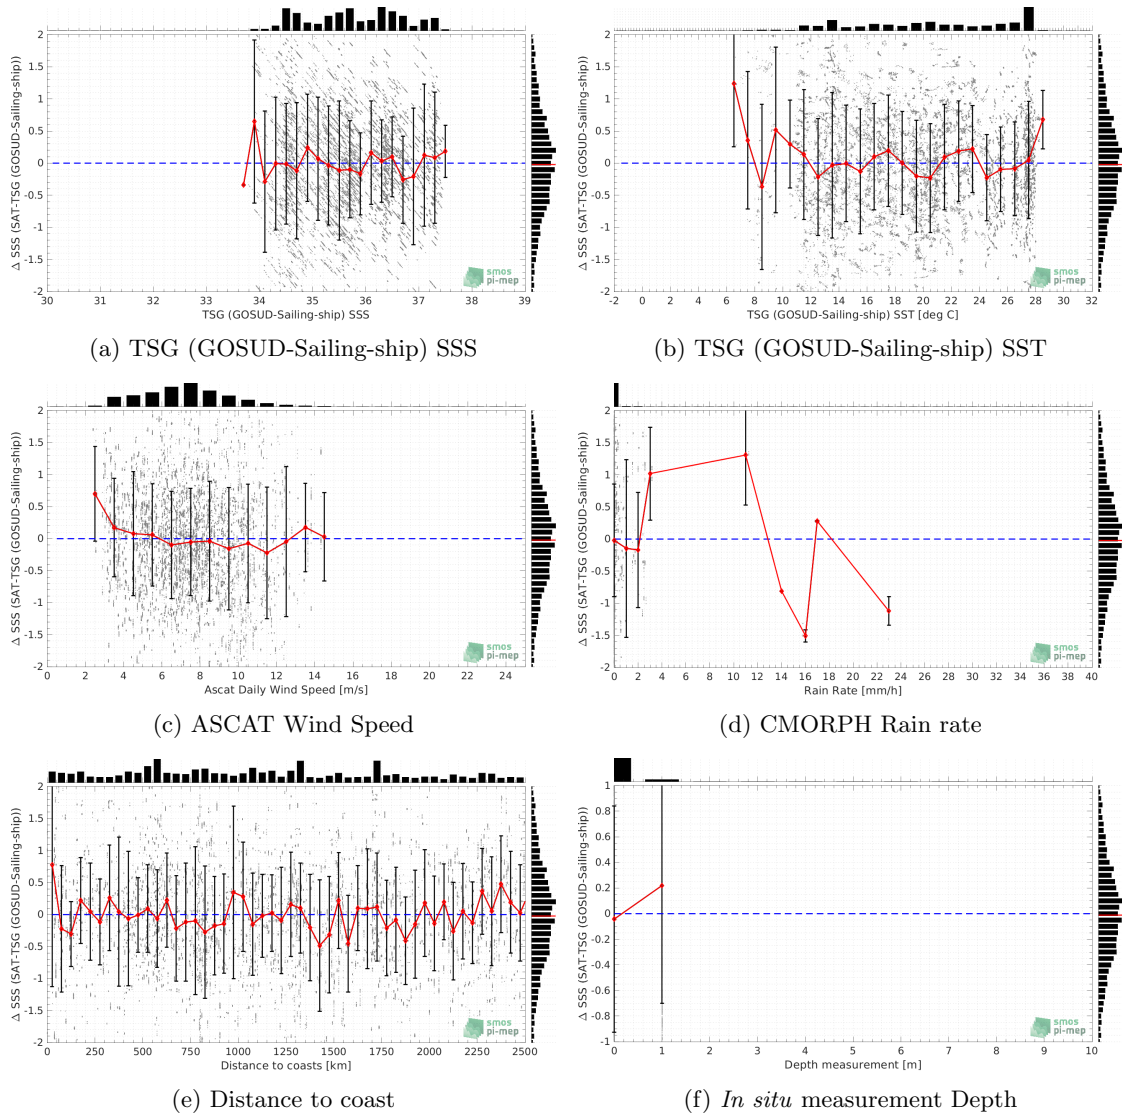 Δ SSS (SAT-TSG (GOSUD-Sailing-ship))
2
1.5
1
0.5
0
-0.5
-1
-1.5
-2
30 31 32 33 34 35 36 37 38 39
TSG (GOSUD-Sailing-ship) SSS
smos
pi-mep
(a) TSG (GOSUD-Sailing-ship) SSS
Δ SSS (SAT-TSG (GOSUD-Sailing-ship))
2
1.5
1
0.5
0
-0.5
-1
-1.5
-2
-2 0 2 4 6 8 10 12 14 16 18 20 22 24 26 28 30 32
TSG (GOSUD-Sailing-ship) SST [deg C]
smos
pi-mep
(b) TSG (GOSUD-Sailing-ship) SST
Δ SSS (SAT-TSG (GOSUD-Sailing-ship))
2
1.5
1
0.5
0
-0.5
-1
-1.5
-2
0 2 4 6 8 10 12 14 16 18 20 22 24
Ascat Daily Wind Speed [m/s]
smos
pi-mep
(c) ASCAT Wind Speed
Δ SSS (SAT-TSG (GOSUD-Sailing-ship))
2
1.5
1
0.5
0
-0.5
-1
-1.5
-2
0 2 4 6 8 10 12 14 16 18 20 22 24 26 28 30 32 34 36 38 40
Rain Rate [mm/h]
smos
pi-mep
(d) CMORPH Rain rate
Δ SSS (SAT-TSG (GOSUD-Sailing-ship))
2
1.5
1
0.5
0
-0.5
-1
-1.5
-2
0 250 500 750 1000 1250 1500 1750 2000 2250 2500
Distance to coasts [km]
smos
pi-mep
(e) Distance to coast
Δ SSS (SAT-TSG (GOSUD-Sailing-ship))
1
0.8
0.6
0.4
0.2
0
-0.2
-0.4
-0.6
-0.8
-1
0 1 2 3 4 5 6 7 8 9 10
Depth measurement [m]
smos
pi-mep
(f) In situ measurement Depth